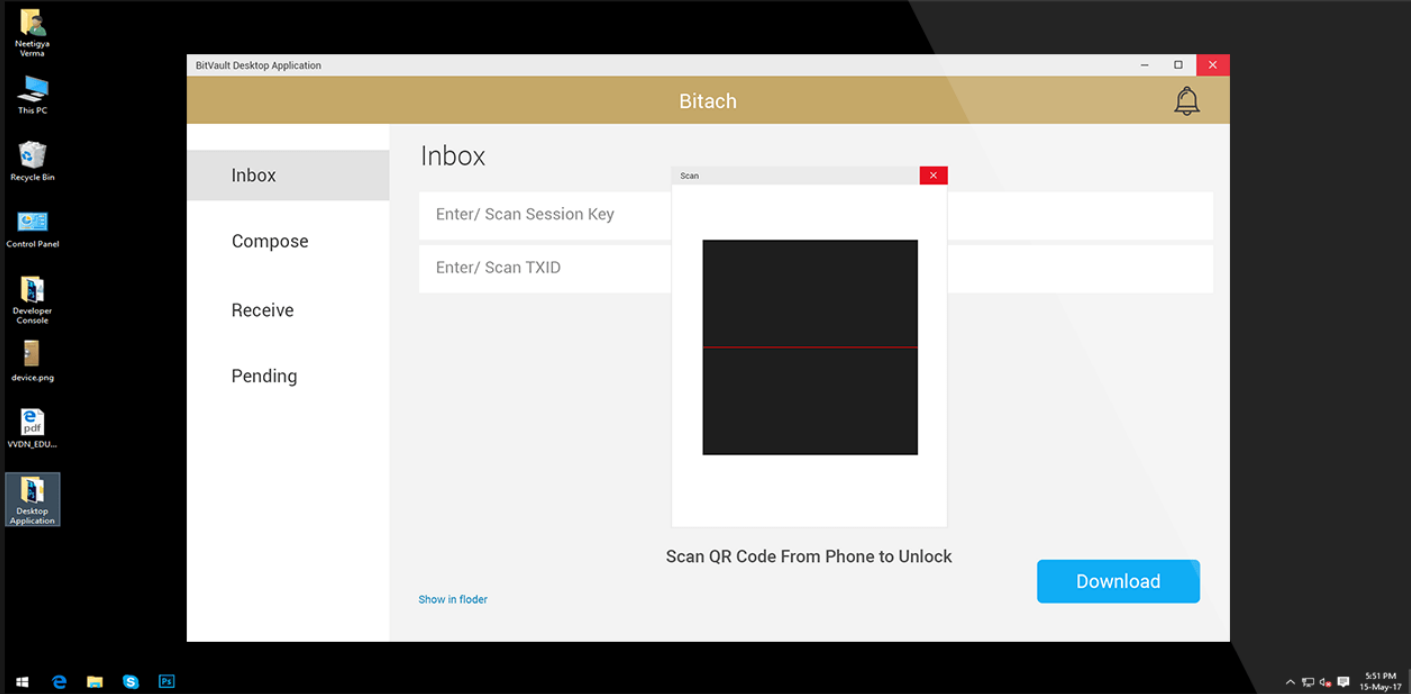 Neetigya
Verma
This PC
Recycle Bin
Control Panel
Developer
Console
device.png
pdf
VVDN_EDU...
Desktop
Application
BitVault Desktop Application
Bitach
Inbox
Compose
Receive
Pending
Inbox
Enter/ Scan Session Key
Enter/ Scan TXID
Scan
Scan QR Code From Phone to Unlock
Download
Show in floder
Ps
5:51 PM
15-May-17